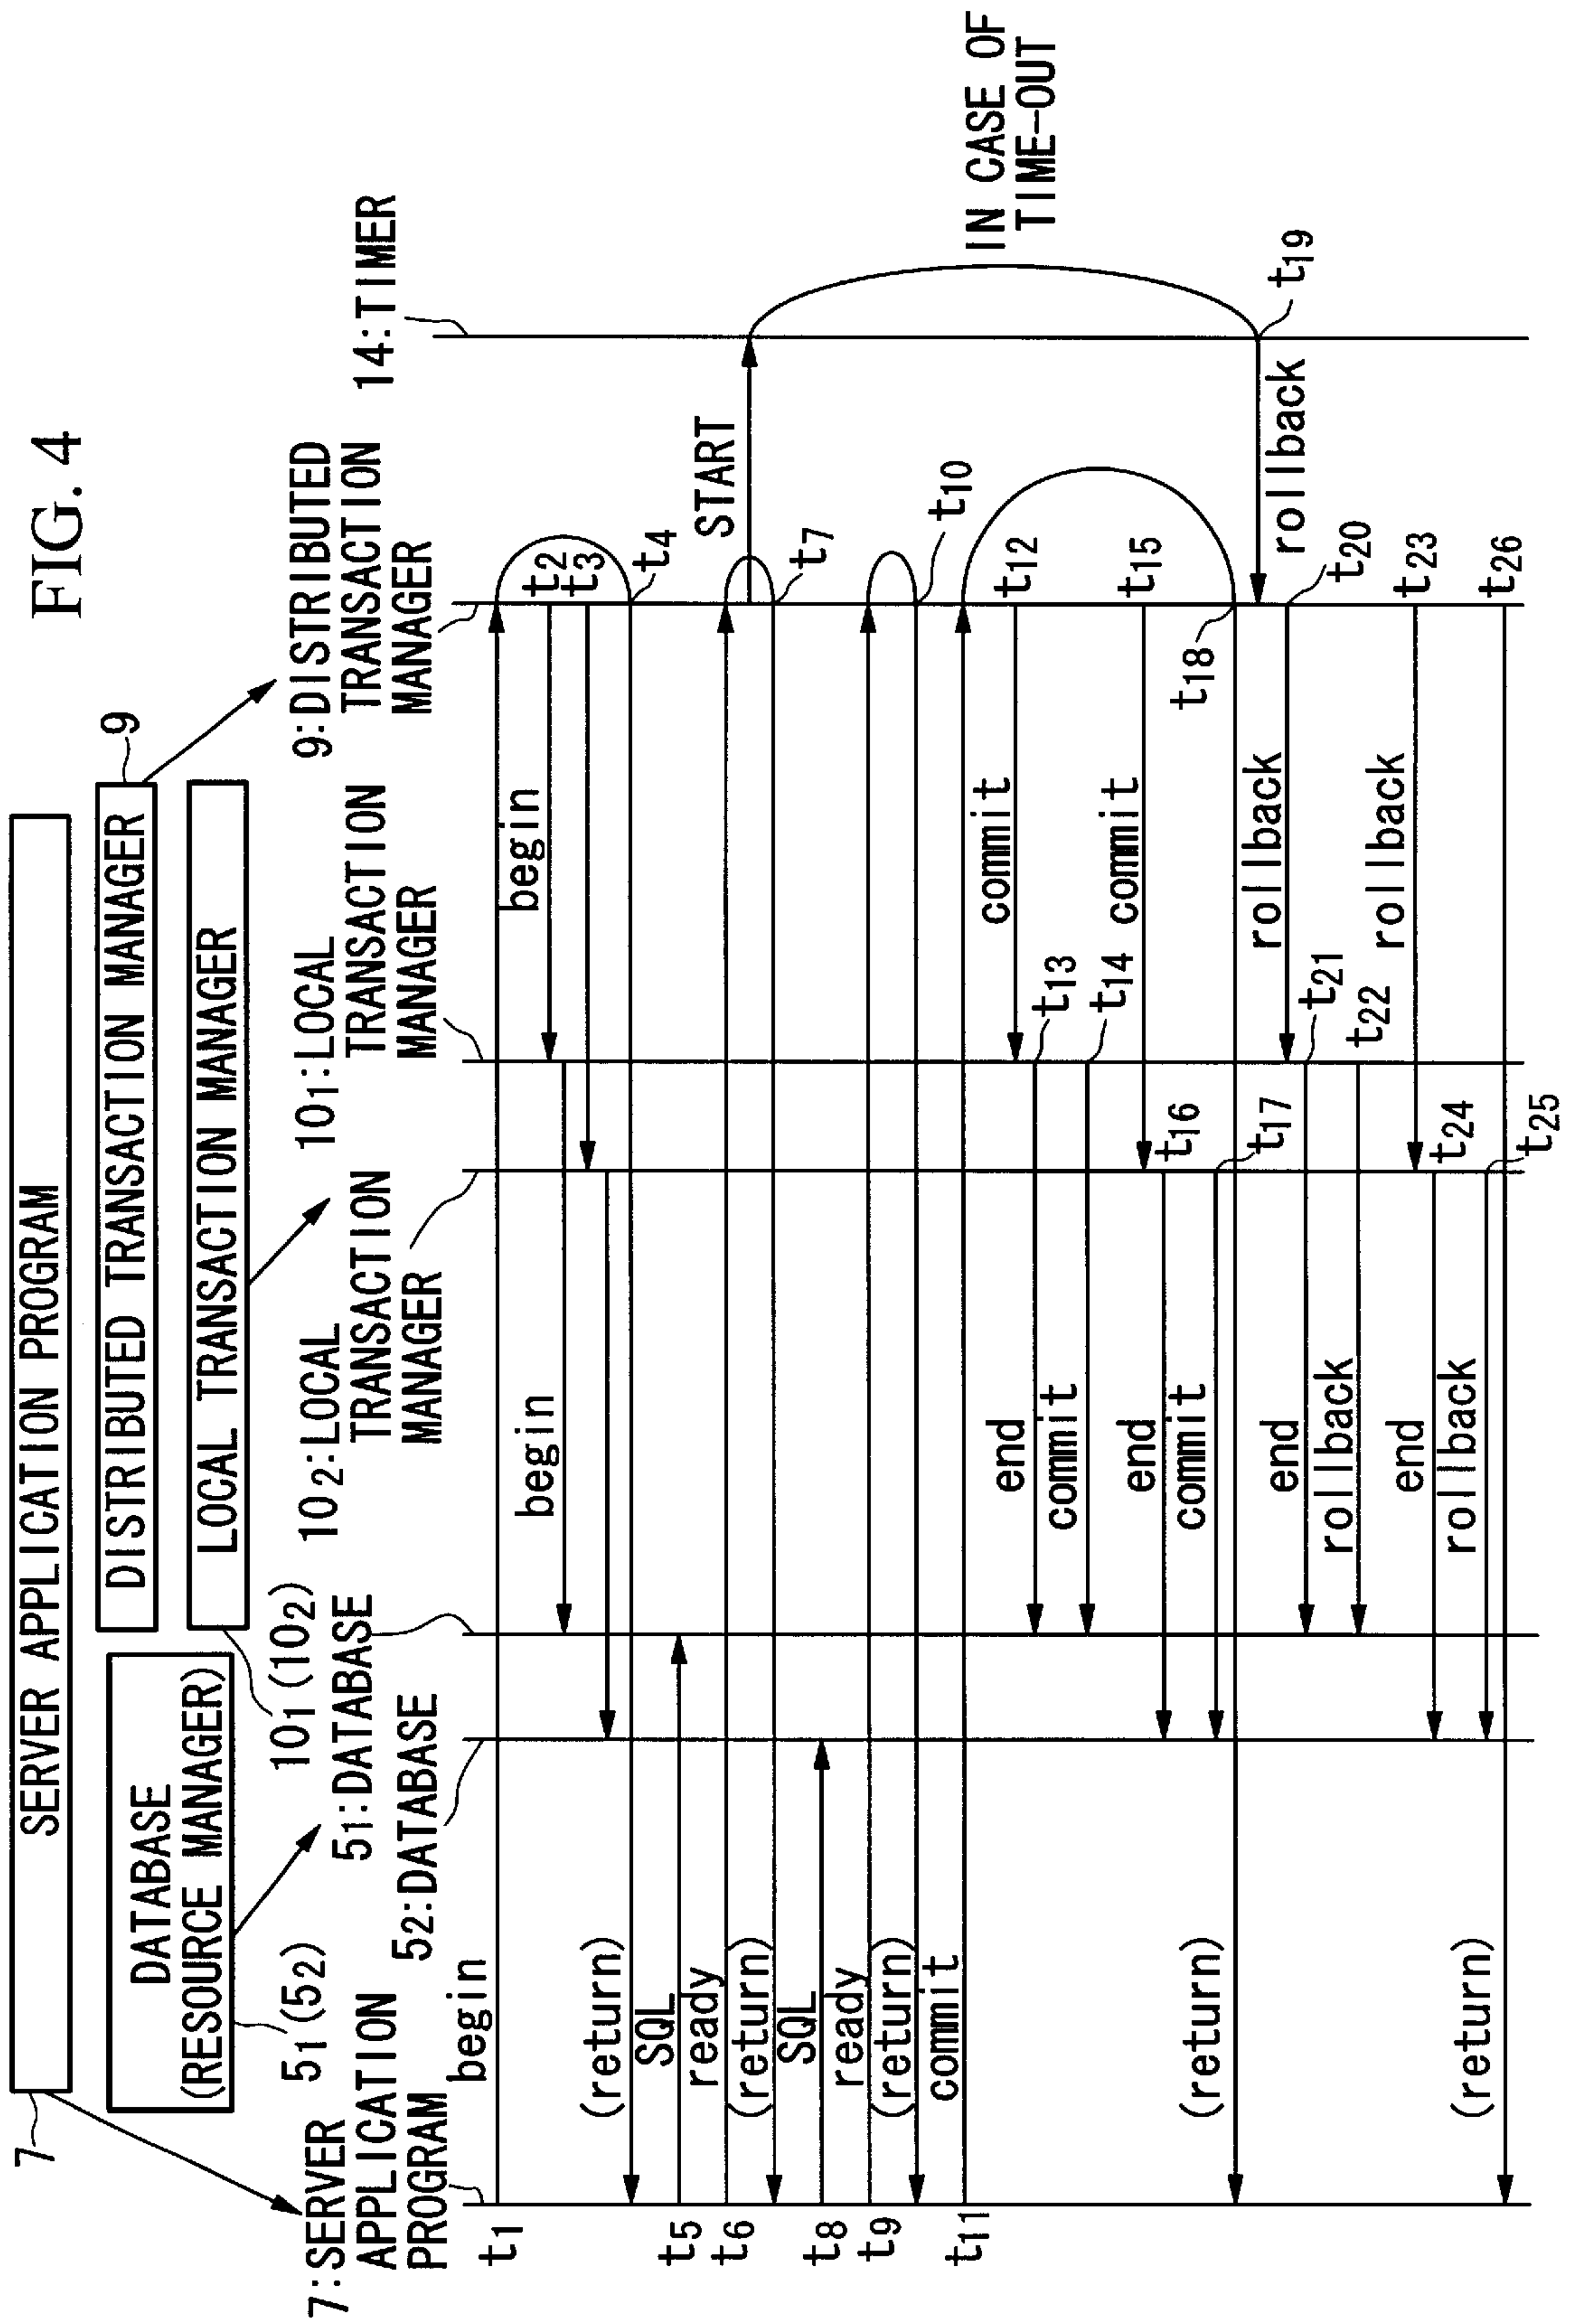 FIG. 4
SERVER APPLICATION PROGRAM
7
DATABASE
(RESOURCE MANAGER)
5₁(5₂)
DISTRIBUTED TRANSACTION MANAGER
9
LOCAL TRANSACTION MANAGER
10₁(10₂)
7:SERVER
APPLICATION
PROGRAM
5₂:DATABASE
5₁:DATABASE
10₂:LOCAL
TRANSACTION
MANAGER
10₁:LOCAL
TRANSACTION
MANAGER
9:DISTRIBUTED
TRANSACTION
MANAGER
14:TIMER
t₁
begin
begin
t₂
begin
t₃
(return)
t₄
t₅
SQL
t₆
ready
START
(return)
t₇
t₈
SQL
t₉
ready
(return)
t₁₀
t₁₁
commit
IN CASE OF
TIME-OUT
commit
t₁₂
end
t₁₃
commit
t₁₄
commit
t₁₅
end
t₁₆
commit
t₁₇
(return)
t₁₈
t₁₉
rollback
rollback
t₂₀
end
t₂₁
rollback
t₂₂
rollback
t₂₃
end
t₂₄
rollback
t₂₅
(return)
t₂₆